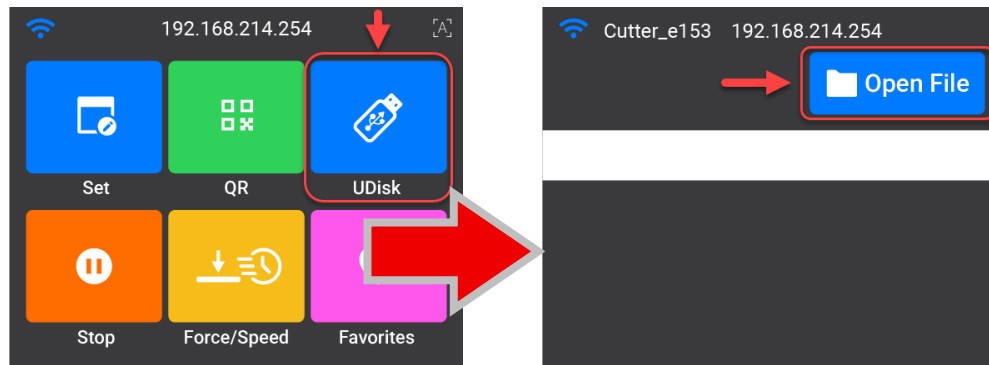 192.168.214.254 [A]
Set QR UDisk
Stop Force/Speed Favorites
Cutter_e153 192.168.214.254
Open File